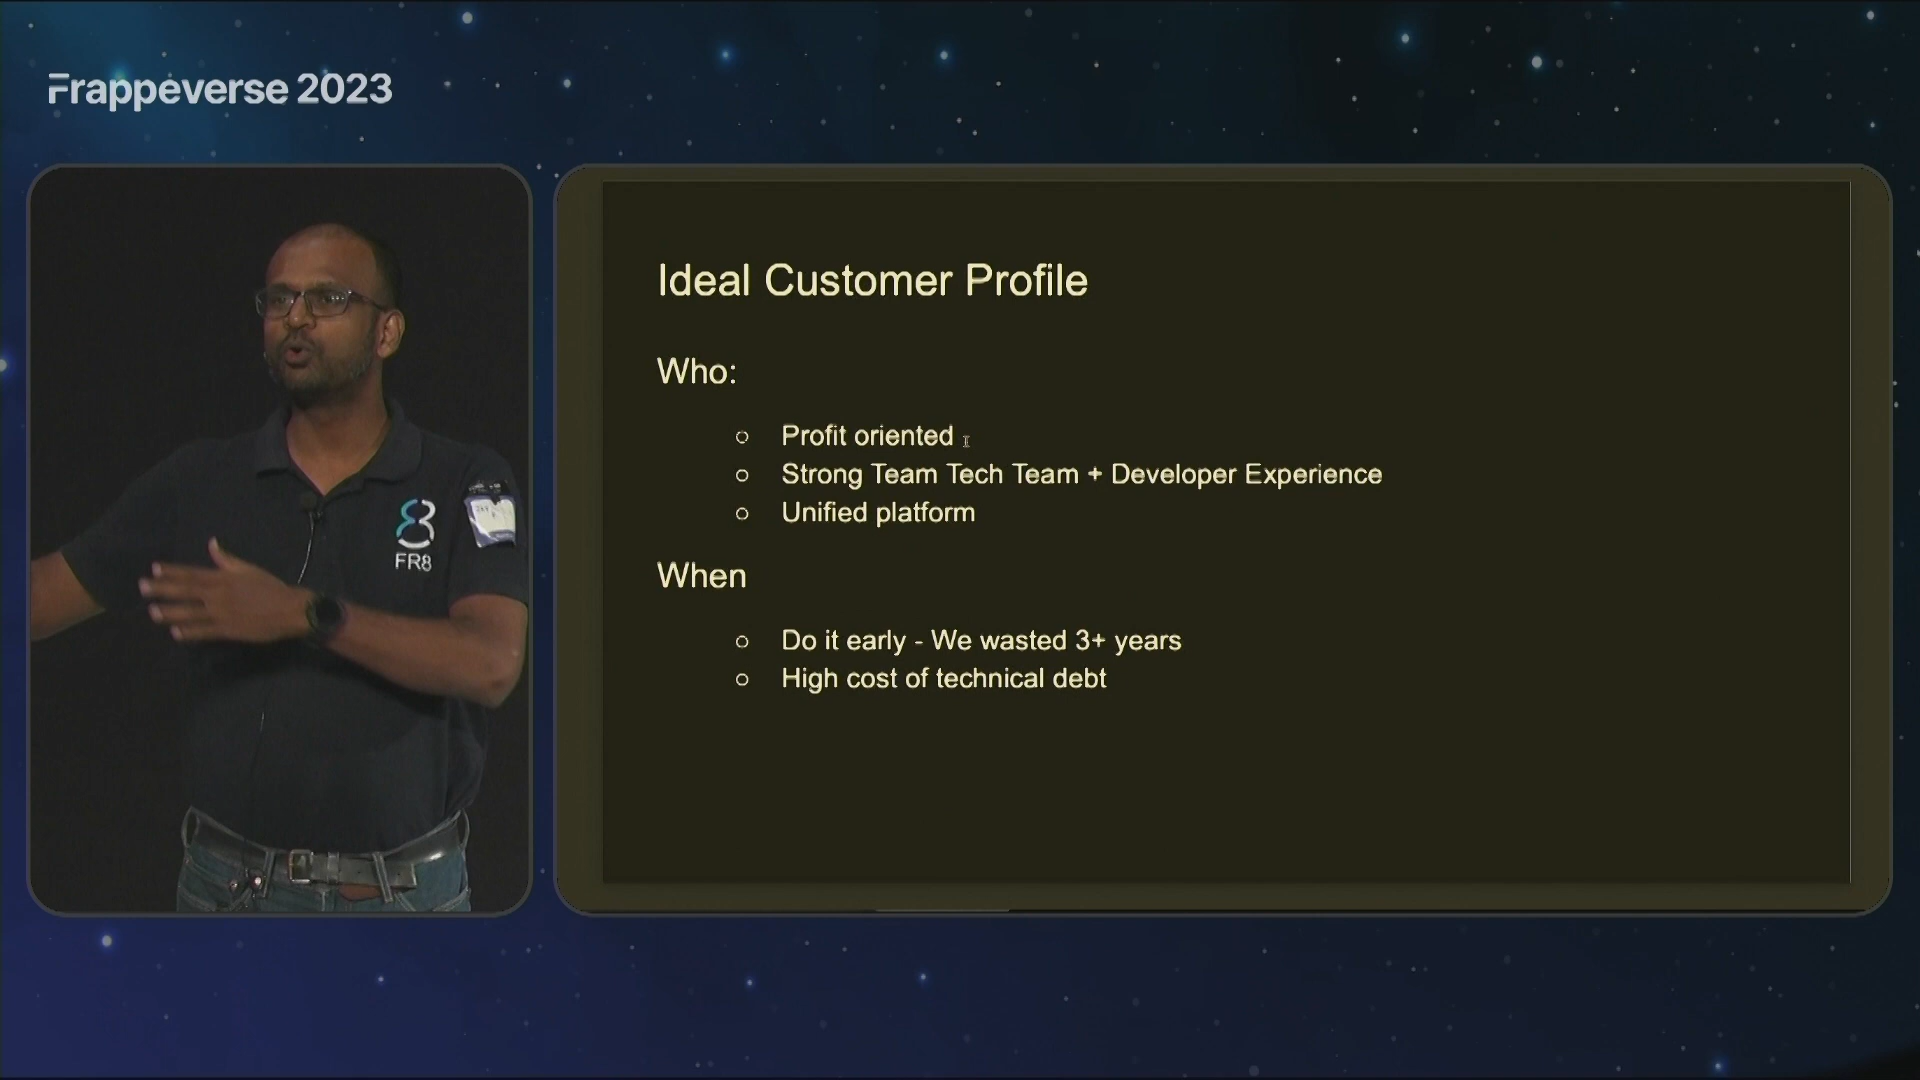 Frappeverse 2023
FR8
Ideal Customer Profile
Who:
Profit oriented
Strong Team Tech Team + Developer Experience
Unified platform
When
Do it early - We wasted 3+ years
High cost of technical debt